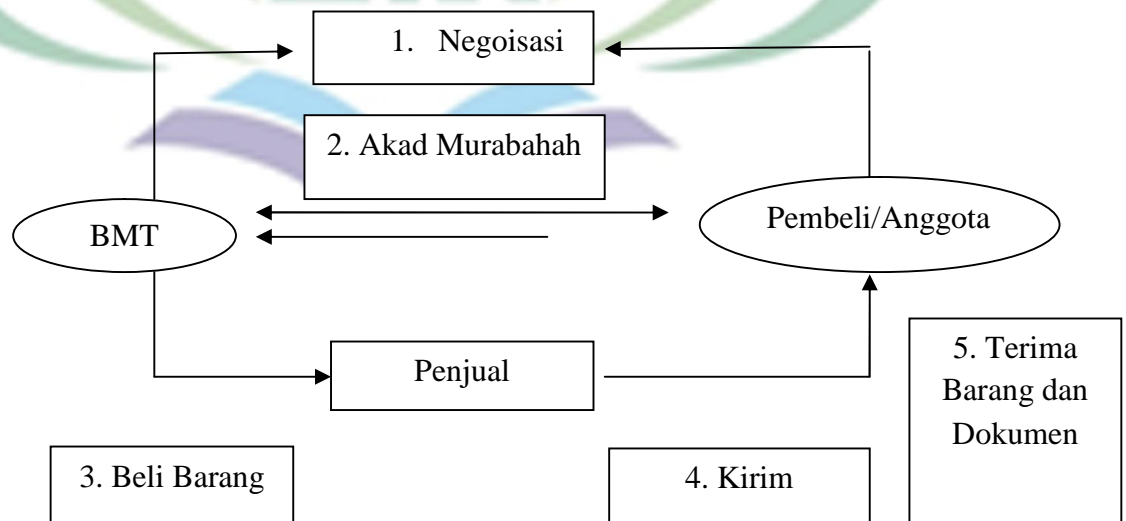 1. Negoisasi
2. Akad Murabahah
BMT
Pembeli/Anggota
Penjual
5. Terima
Barang dan
Dokumen
3. Beli Barang
4. Kirim